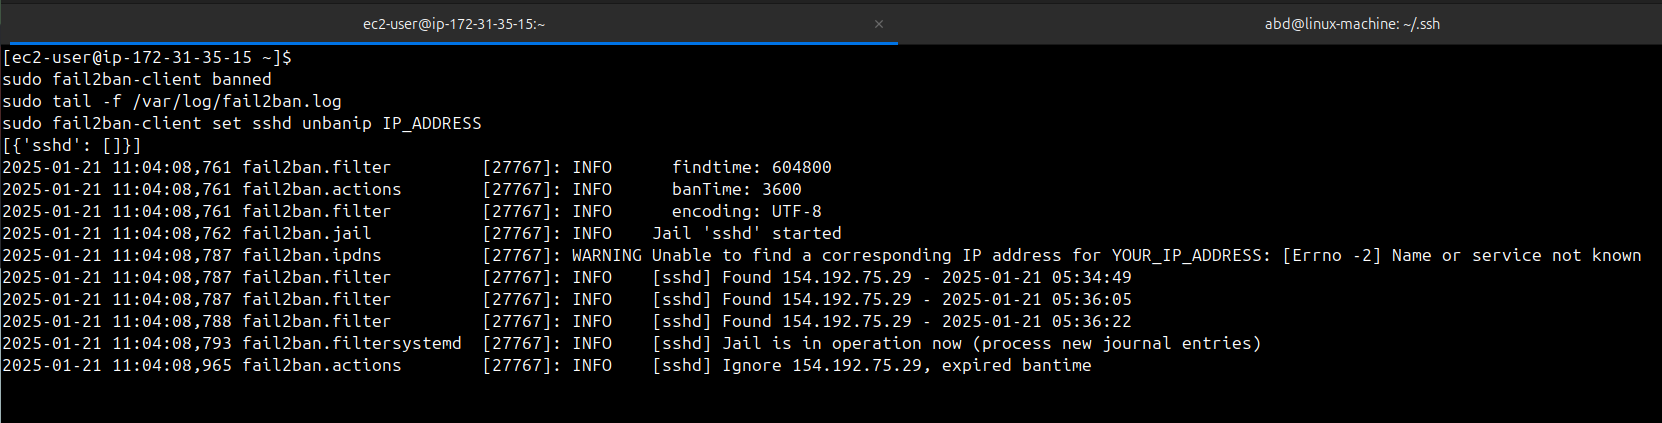 ec2-user@ip-172-31-35-15:~ × abd@linux-machine: ~/.ssh
[ec2-user@ip-172-31-35-15 ~]$
sudo fail2ban-client banned
sudo tail -f /var/log/fail2ban.log
sudo fail2ban-client set sshd unbanip IP_ADDRESS
[{'sshd': []}]
2025-01-21 11:04:08,761 fail2ban.filter         [27767]: INFO      findtime: 604800
2025-01-21 11:04:08,761 fail2ban.actions        [27767]: INFO      banTime: 3600
2025-01-21 11:04:08,761 fail2ban.filter         [27767]: INFO      encoding: UTF-8
2025-01-21 11:04:08,762 fail2ban.jail           [27767]: INFO    Jail 'sshd' started
2025-01-21 11:04:08,787 fail2ban.ipdns          [27767]: WARNING Unable to find a corresponding IP address for YOUR_IP_ADDRESS: [Errno -2] Name or service not known
2025-01-21 11:04:08,787 fail2ban.filter         [27767]: INFO    [sshd] Found 154.192.75.29 - 2025-01-21 05:34:49
2025-01-21 11:04:08,787 fail2ban.filter         [27767]: INFO    [sshd] Found 154.192.75.29 - 2025-01-21 05:36:05
2025-01-21 11:04:08,788 fail2ban.filter         [27767]: INFO    [sshd] Found 154.192.75.29 - 2025-01-21 05:36:22
2025-01-21 11:04:08,793 fail2ban.filtersystemd  [27767]: INFO    [sshd] Jail is in operation now (process new journal entries)
2025-01-21 11:04:08,965 fail2ban.actions        [27767]: INFO    [sshd] Ignore 154.192.75.29, expired bantime